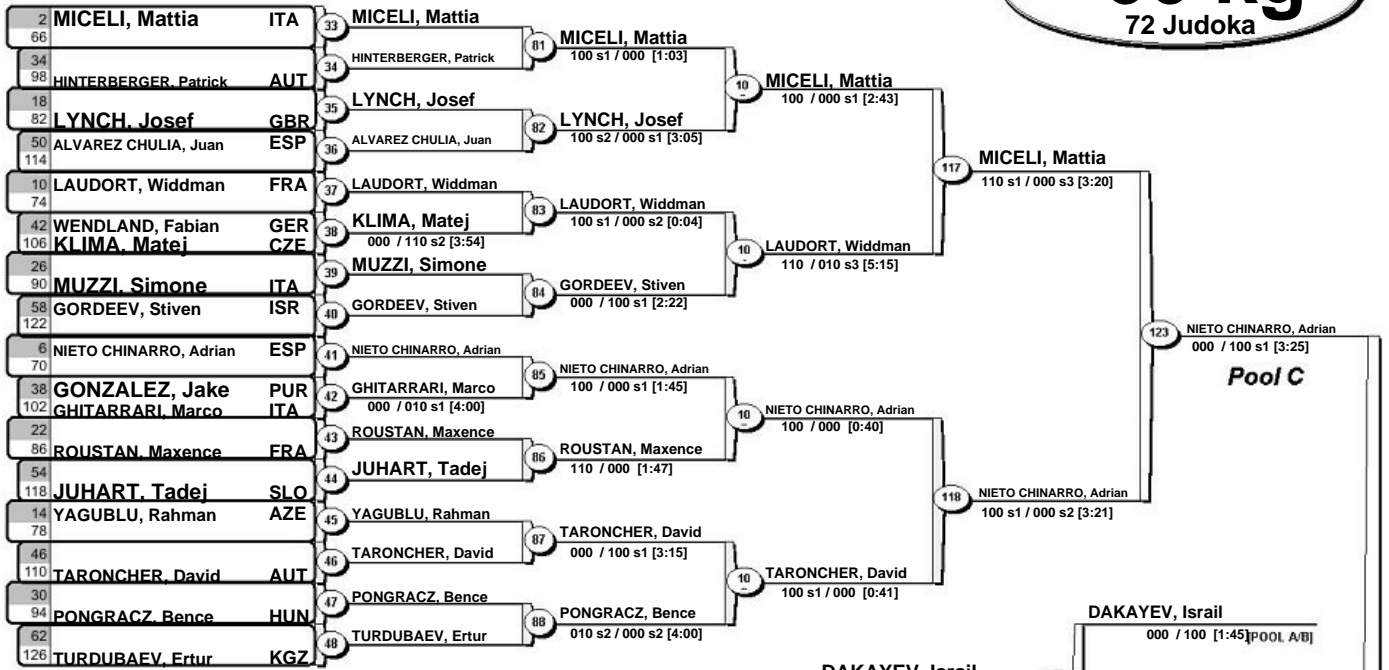 72 Judoka
2 MICELI, Mattia ITA
66
34
98 HINTERBERGER, Patrick AUT
18
82 LYNCH, Josef GBR
50 ALVAREZ CHULIA, Juan ESP
114
10 LAUDORT, Widdman FRA
74
42 WENDLAND, Fabian GER
106 KLIMA, Matej CZE
26
90 MUZZI, Simone ITA
58 GORDEEV, Stiven ISR
122
6 NIETO CHINARRO, Adrian ESP
70
38 GONZALEZ, Jake PUR
102 GHITARRARI, Marco ITA
22
86 ROUSTAN, Maxence FRA
54
118 JUHART, Tadej SLO
14 YAGUBLU, Rahman AZE
78
46
110 TARONCHER, David AUT
30
94 PONGRACZ, Bence HUN
62
126 TURDUBAEV, Ertur KGZ
33 MICELI, Mattia
34 HINTERBERGER, Patrick
35 LYNCH, Josef
36 ALVAREZ CHULIA, Juan
37 LAUDORT, Widdman
38 KLIMA, Matej
000 / 110 s2 [3:54]
39 MUZZI, Simone
40 GORDEEV, Stiven
41 NIETO CHINARRO, Adrian
42 GHITARRARI, Marco
000 / 010 s1 [4:00]
43 ROUSTAN, Maxence
44 JUHART, Tadej
45 YAGUBLU, Rahman
46 TARONCHER, David
47 PONGRACZ, Bence
48 TURDUBAEV, Ertur
81 MICELI, Mattia
100 s1 / 000 [1:03]
82 LYNCH, Josef
100 s2 / 000 s1 [3:05]
83 LAUDORT, Widdman
100 s1 / 000 s2 [0:04]
84 GORDEEV, Stiven
000 / 100 s1 [2:22]
85 NIETO CHINARRO, Adrian
100 / 000 s1 [1:45]
86 ROUSTAN, Maxence
110 / 000 [1:47]
87 TARONCHER, David
000 / 100 s1 [3:15]
88 PONGRACZ, Bence
010 s2 / 000 s2 [4:00]
10 MICELI, Mattia
100 / 000 s1 [2:43]
10 LAUDORT, Widdman
110 / 010 s3 [5:15]
10 NIETO CHINARRO, Adrian
100 / 000 [0:40]
10 TARONCHER, David
100 s1 / 000 [0:41]
117 MICELI, Mattia
110 s1 / 000 s3 [3:20]
118 NIETO CHINARRO, Adrian
100 s1 / 000 s2 [3:21]
123 NIETO CHINARRO, Adrian
000 / 100 s1 [3:25]
Pool C
DAKAYEV, Israil
000 / 100 [1:45] [POOL A/B]
DAKAYEV, Israil